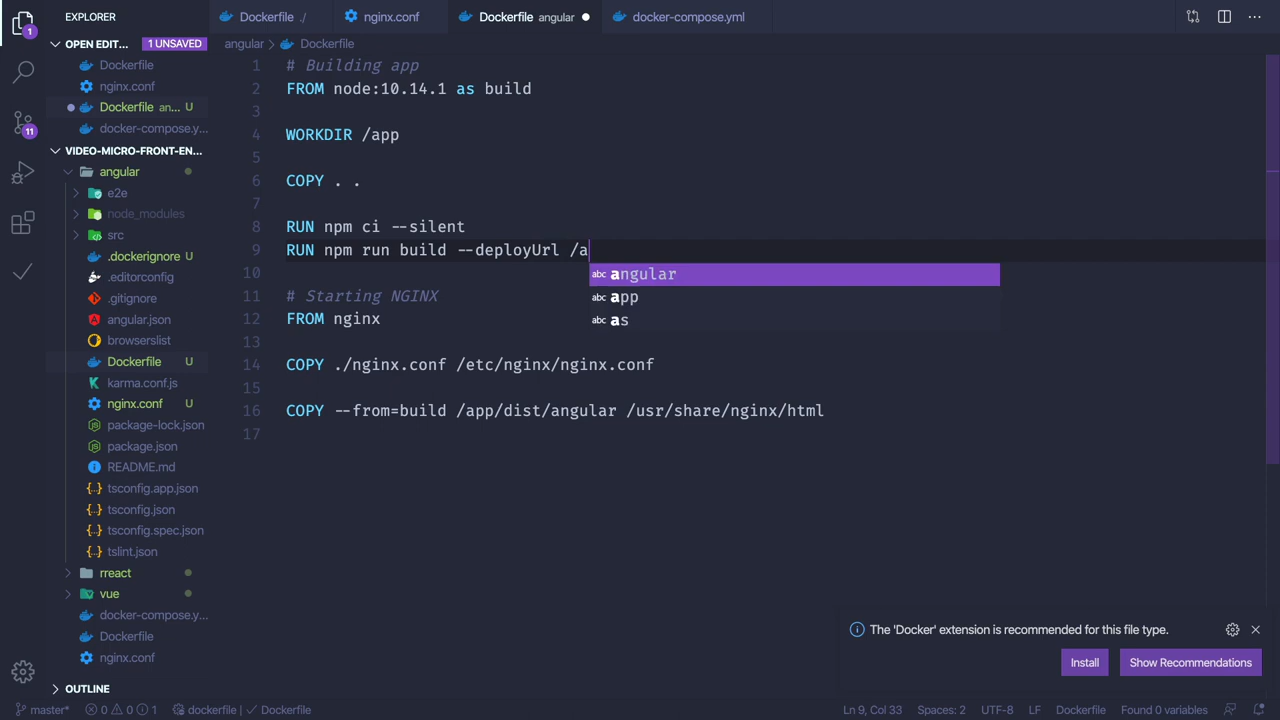 EXPLORER
Dockerfile ./
nginx.conf
Dockerfile angular
docker-compose.yml
1
OPEN EDIT... 1 UNSAVED
Dockerfile
nginx.conf
Dockerfile an... U
docker-compose.y...
11
VIDEO-MICRO-FRONT-EN...
angular
e2e
node_modules
src
.dockerignore U
.editorconfig
.gitignore
angular.json
browserslist
Dockerfile U
karma.conf.js
nginx.conf U
package-lock.json
package.json
README.md
tsconfig.app.json
tsconfig.json
tsconfig.spec.json
tslint.json
rreact
vue
docker-compose.y...
Dockerfile
nginx.conf
OUTLINE
angular > Dockerfile
1 # Building app
2 FROM node:10.14.1 as build
3
4 WORKDIR /app
5
6 COPY . .
7
8 RUN npm ci --silent
9 RUN npm run build --deployUrl /a
abc angular
abc app
abc as
10
11 # Starting NGINX
12 FROM nginx
13
14 COPY ./nginx.conf /etc/nginx/nginx.conf
15
16 COPY --from=build /app/dist/angular /usr/share/nginx/html
17
The 'Docker' extension is recommended for this file type.
Install
Show Recommendations
master* 0 0 1 dockerfile | Dockerfile
Ln 9, Col 33 Spaces: 2 UTF-8 LF Dockerfile Found 0 variables